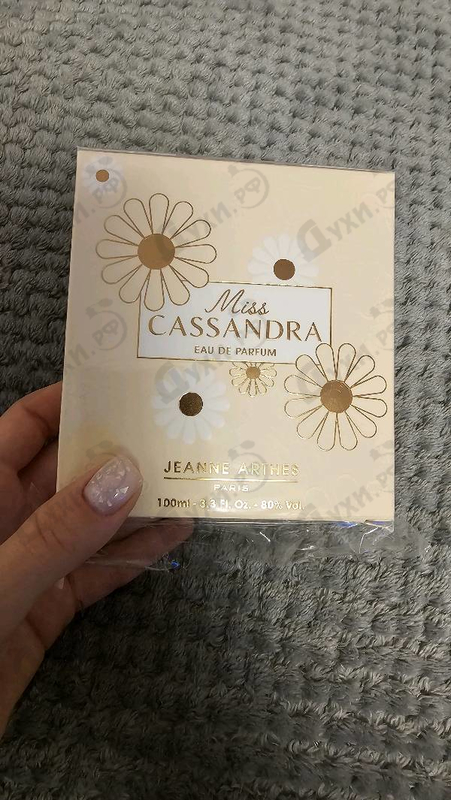 Miss
CASSANDRA
EAU DE PARFUM
JEANNE ARTHES
PARIS
100ml - 3.3 Fl. Oz. - 80% Vol.
Духи.рф